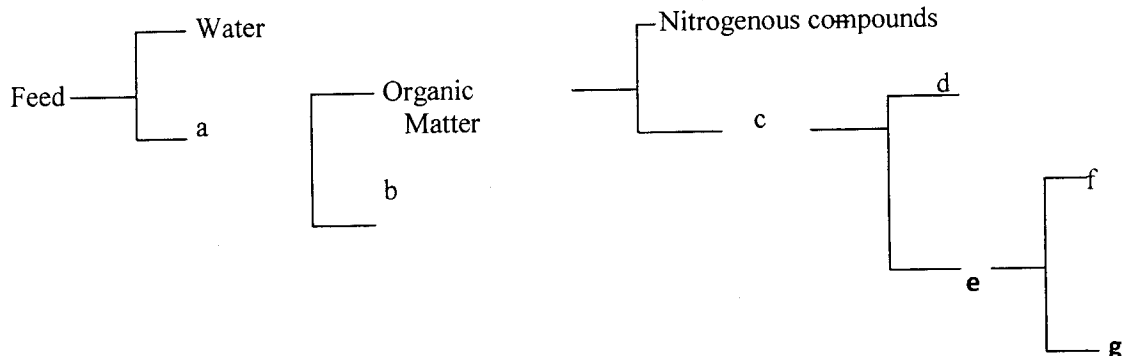 Nitrogenous compounds
Water
d
Feed
Organic
Matter
c
a
f
b
e
g